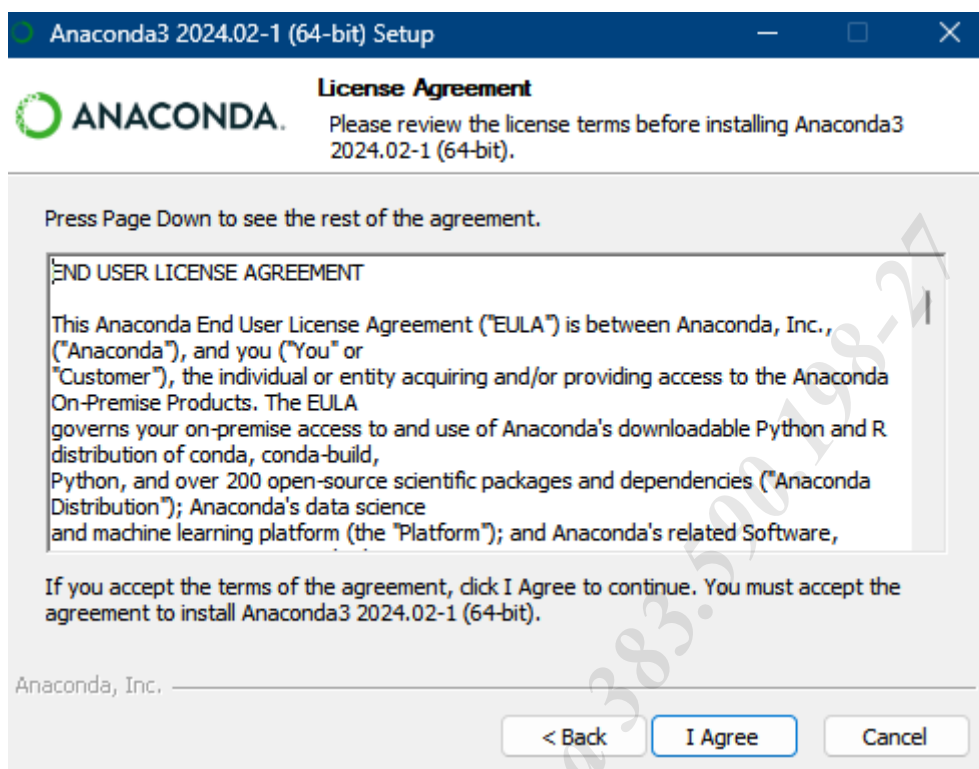 Anaconda3 2024.02-1 (64-bit) Setup
ANACONDA.
License Agreement
Please review the license terms before installing Anaconda3
2024.02-1 (64-bit).
Press Page Down to see the rest of the agreement.
END USER LICENSE AGREEMENT
This Anaconda End User License Agreement ("EULA") is between Anaconda, Inc.,
("Anaconda"), and you ("You" or
"Customer"), the individual or entity acquiring and/or providing access to the Anaconda
On-Premise Products. The EULA
governs your on-premise access to and use of Anaconda's downloadable Python and R
distribution of conda, conda-build,
Python, and over 200 open-source scientific packages and dependencies ("Anaconda
Distribution"); Anaconda's data science
and machine learning platform (the "Platform"); and Anaconda's related Software,
If you accept the terms of the agreement, click I Agree to continue. You must accept the
agreement to install Anaconda3 2024.02-1 (64-bit).
Anaconda, Inc.
< Back
I Agree
Cancel
383.590.198-27